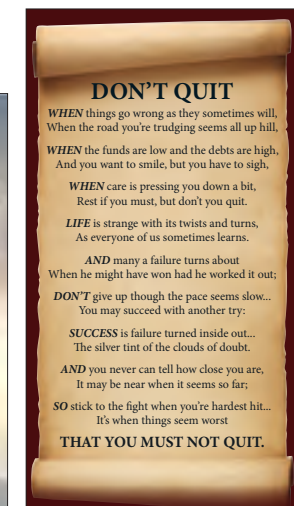 DON'T QUIT
WHEN things go wrong as they sometimes will,
When the road you're trudging seems all up hill,
WHEN the funds are low and the debts are high,
And you want to smile, but you have to sigh,
WHEN care is pressing you down a bit,
Rest if you must, but don't you quit.
LIFE is strange with its twists and turns,
As everyone of us sometimes learns.
AND many a failure turns about
When he might have won had he worked it out;
DON'T give up though the pace seems slow...
You may succeed with another try:
SUCCESS is failure turned inside out...
The silver tint of the clouds of doubt.
AND you never can tell how close you are,
It may be near when it seems so far;
SO stick to the fight when you're hardest hit...
It's when things seem worst
THAT YOU MUST NOT QUIT.